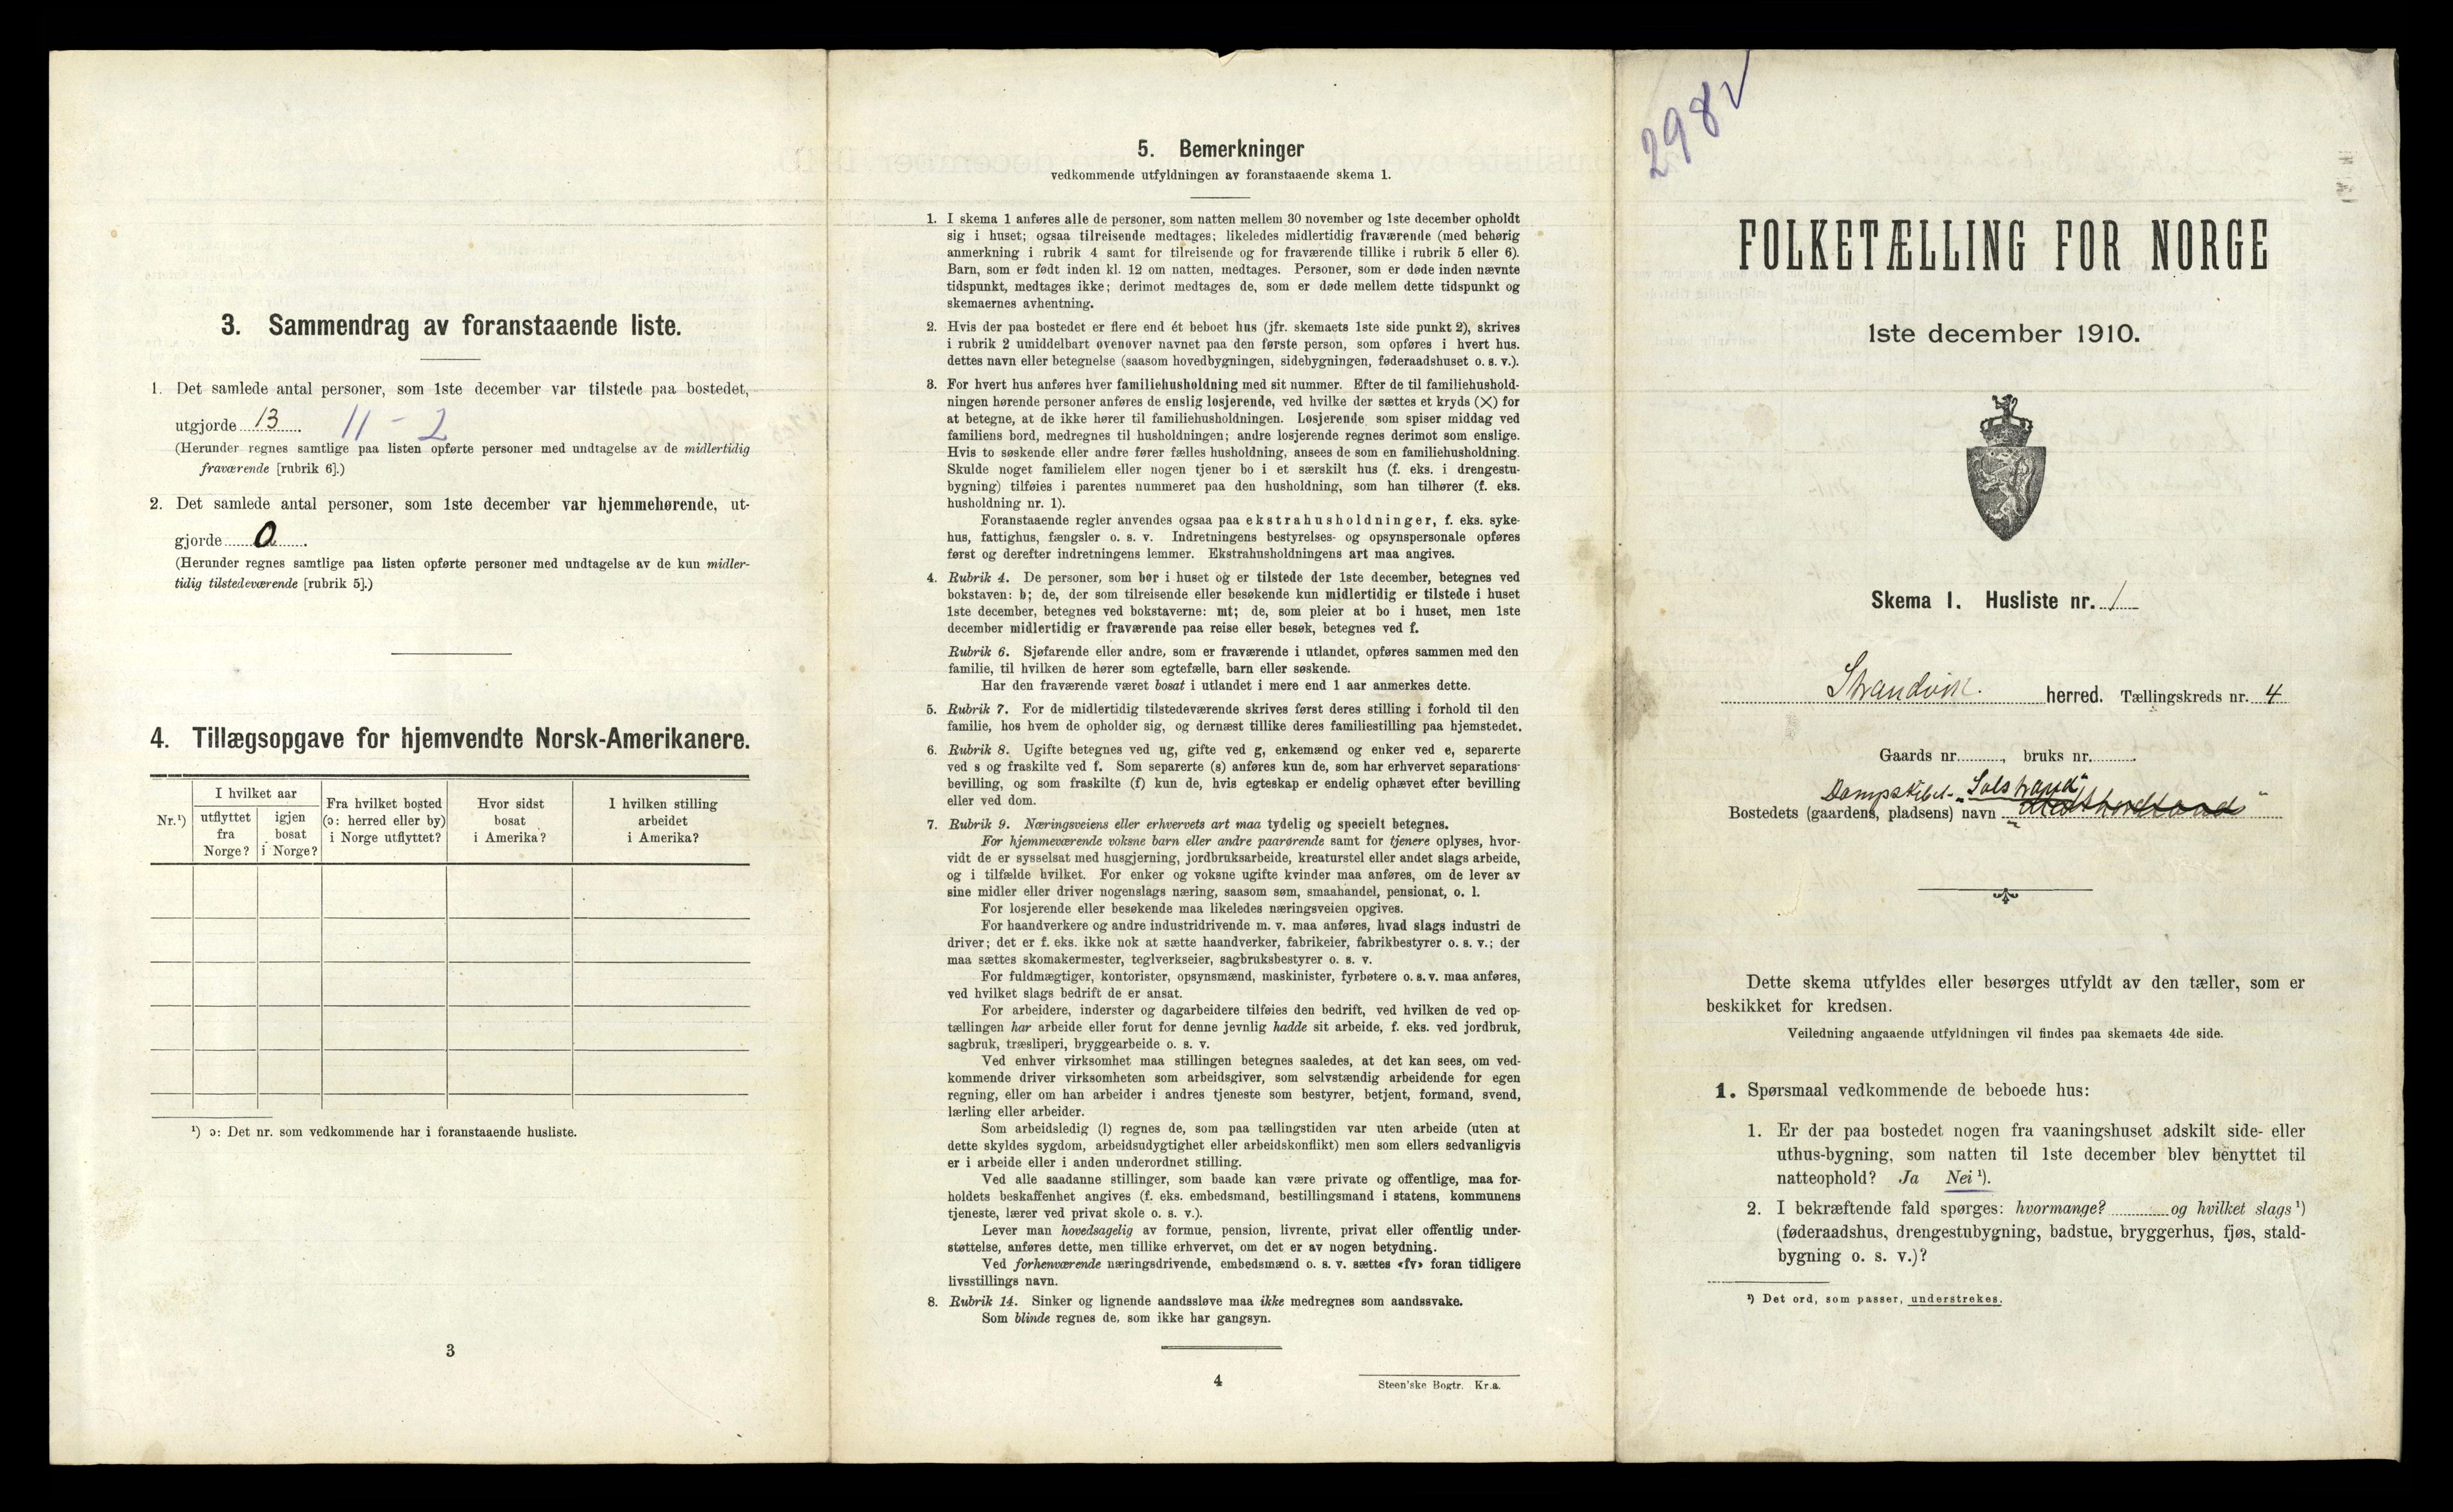 3. Sammendrag av foranstaaende liste.
1. Det samlede antal personer, som 1ste december var tilstede paa bostedet,
utgjorde 13. 11 - 2
(Herunder regnes samtlige paa listen opførte personer med undtagelse av de midlertidig
fraværende [rubrik 6].)
2. Det samlede antal personer, som 1ste december var hjemmehørende, ut-
gjorde 0.
(Herunder regnes samtlige paa listen opførte personer med undtagelse av de kun midler-
tidig tilstedeværende [rubrik 5].)
4. Tillægsopgave for hjemvendte Norsk-Amerikanere.
Nr.¹)
I hvilket aar
utflyttet
fra
Norge?
igjen
bosat
i Norge?
Fra hvilket bosted
(ɔ: herred eller by)
i Norge utflyttet?
Hvor sidst
bosat
i Amerika?
I hvilken stilling
arbeidet
i Amerika?
¹) ɔ: Det nr. som vedkommende har i foranstaaende husliste.
3
5. Bemerkninger
vedkommende utfyldningen av foranstaaende skema 1.
1. I skema 1 anføres alle de personer, som natten mellem 30 november og 1ste december opholdt
sig i huset; ogsaa tilreisende medtages; likeledes midlertidig fraværende (med behørig
anmerkning i rubrik 4 samt for tilreisende og for fraværende tillike i rubrik 5 eller 6).
Barn, som er født inden kl. 12 om natten, medtages. Personer, som er døde inden nævnte
tidspunkt, medtages ikke; derimot medtages de, som er døde mellem dette tidspunkt og
skemaernes avhentning.
2. Hvis der paa bostedet er flere end ét beboet hus (jfr. skemaets 1ste side punkt 2), skrives
i rubrik 2 umiddelbart ovenover navnet paa den første person, som opføres i hvert hus.
dettes navn eller betegnelse (saasom hovedbygningen, sidebygningen, føderaadshuset o. s. v.).
3. For hvert hus anføres hver familiehusholdning med sit nummer. Efter de til familiehushold-
ningen hørende personer anføres de enslig losjerende, ved hvilke der sættes et kryds (×) for
at betegne, at de ikke hører til familiehusholdningen. Losjerende som spiser middag ved
familiens bord, medregnes til husholdningen; andre losjerende regnes derimot som enslige.
Hvis to søskende eller andre fører fælles husholdning, ansees de som en familiehusholdning.
Skulde noget familielem eller nogen tjener bo i et særskilt hus (f. eks. i drengestu-
bygning) tilføies i parentes nummeret paa den husholdning, som han tilhører (f. eks.
husholdning nr. 1).
Foranstaaende regler anvendes ogsaa paa ekstrahusholdninger, f. eks. syke-
hus, fattighus, fængsler o. s. v. Indretningens bestyrelses- og opsynspersonale opføres
først og derefter indretningens lemmer. Ekstrahusholdningens art maa angives.
4. Rubrik 4. De personer, som bor i huset og er tilstede der 1ste december, betegnes ved
bokstaven: b; de, der som tilreisende eller besøkende kun midlertidig er tilstede i huset
1ste december, betegnes ved bokstaverne: mt; de, som pleier at bo i huset, men 1ste
december midlertidig er fraværende paa reise eller besøk, betegnes ved f.
Rubrik 6. Sjøfarende eller andre, som er fraværende i utlandet, opføres sammen med den
familie, til hvilken de hører som egtefælle, barn eller søskende.
Har den fraværende været bosat i utlandet i mere end 1 aar anmerkes dette.
5. Rubrik 7. For de midlertidig tilstedeværende skrives først deres stilling i forhold til den
familie, hos hvem de opholder sig, og dernæst tillike deres familiestilling paa hjemstedet.
6. Rubrik 8. Ugifte betegnes ved ug, gifte ved g, enkemænd og enker ved e, separerte
ved s og fraskilte ved f. Som separerte (s) anføres kun de, som har erhvervet separations-
bevilling, og som fraskilte (f) kun de, hvis egteskap er endelig ophævet efter bevilling
eller ved dom.
7. Rubrik 9. Næringsveiens eller erhvervets art maa tydelig og specielt betegnes.
For hjemmeværende voksne barn eller andre paarørende samt for tjenere oplyses, hvor-
vidt de er sysselsat med husgjerning, jordbruksarbeide, kreaturstel eller andet slags arbeide,
og i tilfælde hvilket. For enker og voksne ugifte kvinder maa anføres, om de lever av
sine midler eller driver nogenslags næring, saasom søm, smaahandel, pensionat, o. l.
For losjerende eller besøkende maa likeledes næringsveien opgives.
For haandverkere og andre industridrivende m. v. maa anføres, hvad slags industri de
driver; det er f. eks. ikke nok at sætte haandverker, fabrikeier, fabrikbestyrer o. s. v.; der
maa sættes skomakermester, teglverkseier, sagbruksbestyrer o. s. v.
For fuldmægtiger, kontorister, opsynsmænd, maskinister, fyrbøtere o. s. v. maa anføres,
ved hvilket slags bedrift de er ansat.
For arbeidere, inderster og dagarbeidere tilføies den bedrift, ved hvilken de ved op-
tællingen har arbeide eller forut for denne jevnlig hadde sit arbeide, f. eks. ved jordbruk,
sagbruk, træsliperi, bryggearbeide o. s. v.
Ved enhver virksomhet maa stillingen betegnes saaledes, at det kan sees, om ved-
kommende driver virksomheten som arbeidsgiver, som selvstændig arbeidende for egen
regning, eller om han arbeider i andres tjeneste som bestyrer, betjent, formand, svend,
lærling eller arbeider.
Som arbeidsledig (l) regnes de, som paa tællingstiden var uten arbeide (uten at
dette skyldes sygdom, arbeidsudygtighet eller arbeidskonflikt) men som ellers sedvanligvis
er i arbeide eller i anden underordnet stilling.
Ved alle saadanne stillinger, som baade kan være private og offentlige, maa for-
holdets beskaffenhet angives (f. eks. embedsmand, bestillingsmand i statens, kommunens
tjeneste, lærer ved privat skole o. s. v.).
Lever man hovedsagelig av formue, pension, livrente, privat eller offentlig under-
støttelse, anføres dette, men tillike erhvervet, om det er av nogen betydning.
Ved forhenværende næringsdrivende, embedsmænd o. s. v. sættes «fv» foran tidligere
livsstillings navn.
8. Rubrik 14. Sinker og lignende aandssløve maa ikke medregnes som aandssvake.
Som blinde regnes de, som ikke har gangsyn.
4
Steen'ske Bogtr. Kr.a.
298
FOLKETÆLLING FOR NORGE
1ste december 1910.
Skema 1. Husliste nr. 1
Strandvik. herred. Tællingskreds nr. 4
Gaards nr. , bruks nr. .
Dampskibet- „Solstrand"
Bostedets (gaardens, pladsens) navn
Dette skema utfyldes eller besørges utfyldt av den tæller, som er
beskikket for kredsen.
Veiledning angaaende utfyldningen vil findes paa skemaets 4de side.
1. Spørsmaal vedkommende de beboede hus:
1. Er der paa bostedet nogen fra vaaningshuset adskilt side- eller
uthus-bygning, som natten til 1ste december blev benyttet til
natteophold? Ja Nei ¹).
2. I bekræftende fald spørges: hvormange? og hvilket slags ¹)
(føderaadshus, drengestubygning, badstue, bryggerhus, fjøs, stald-
bygning o. s. v.)?
¹) Det ord, som passer, understrekes.